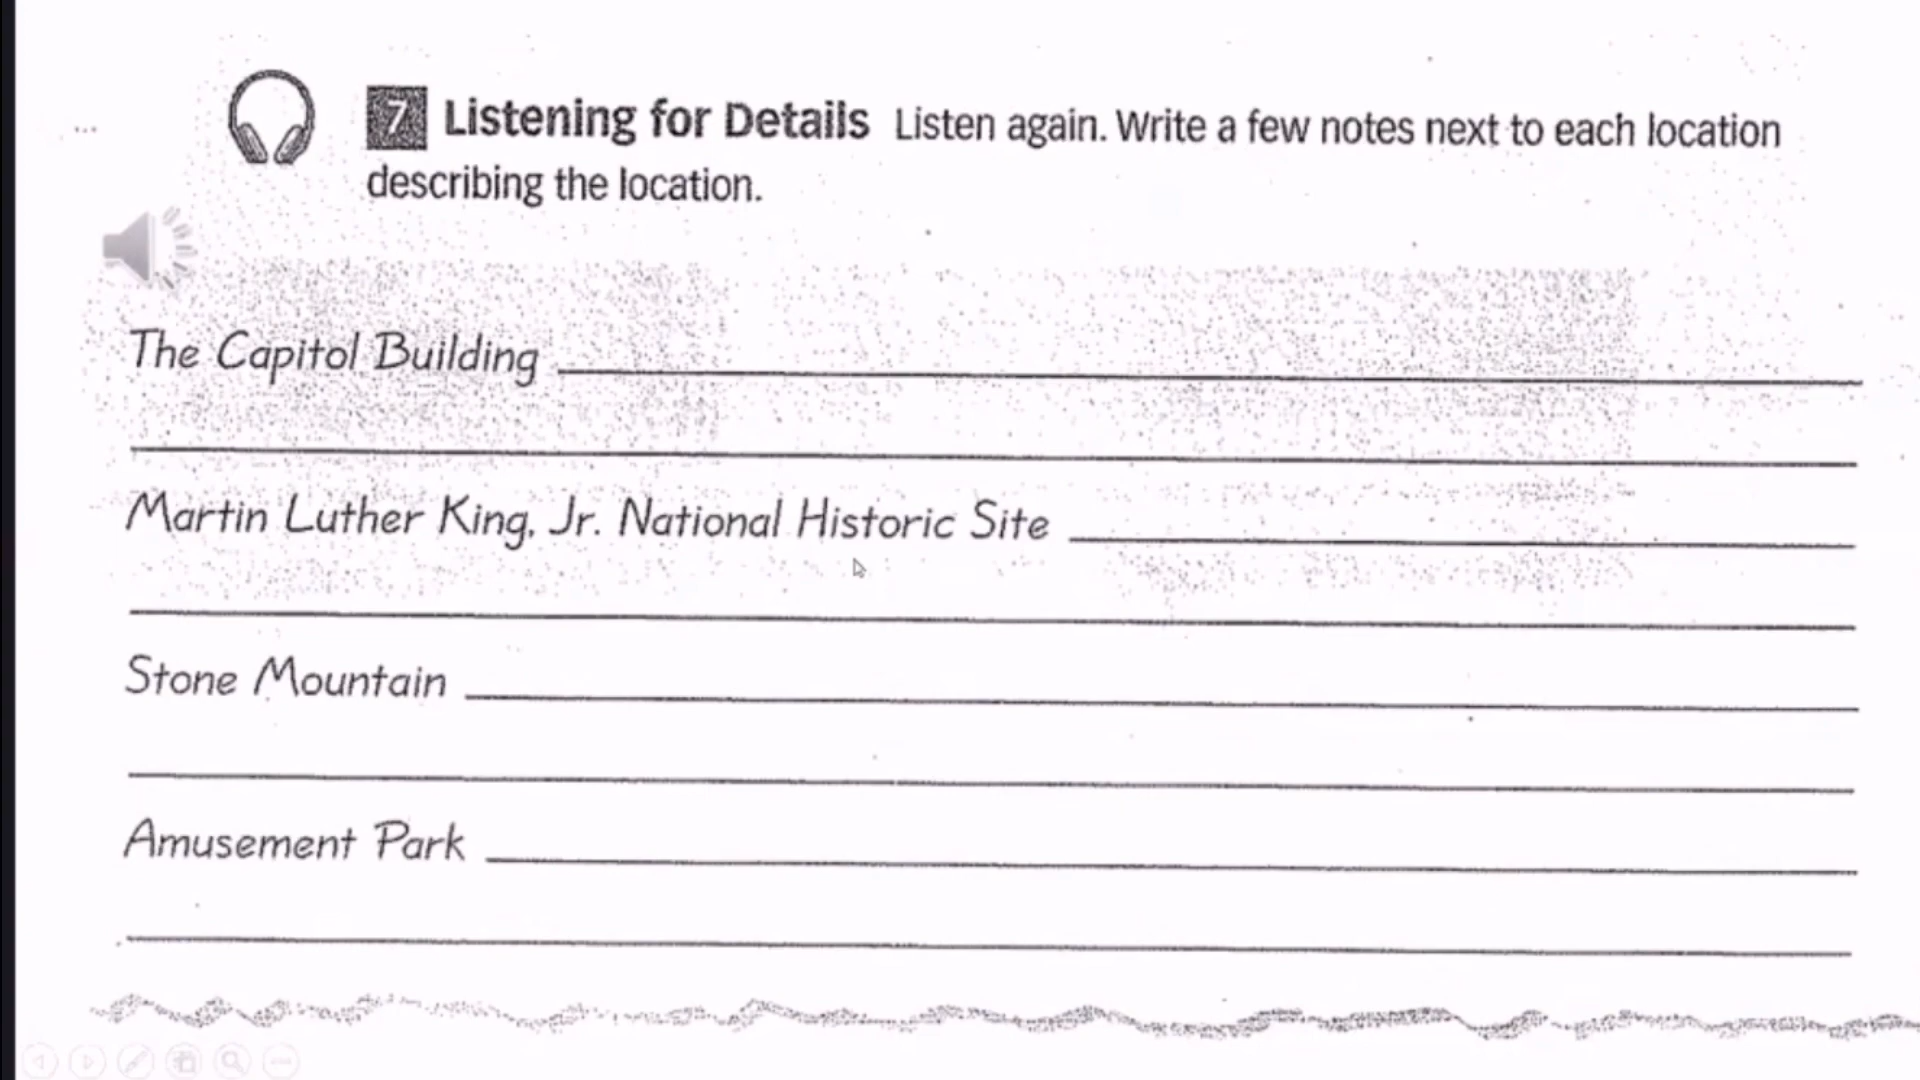 7 Listening for Details Listen again. Write a few notes next to each location
describing the location.
The Capitol Building
Martin Luther King, Jr. National Historic Site
Stone Mountain
Amusement Park